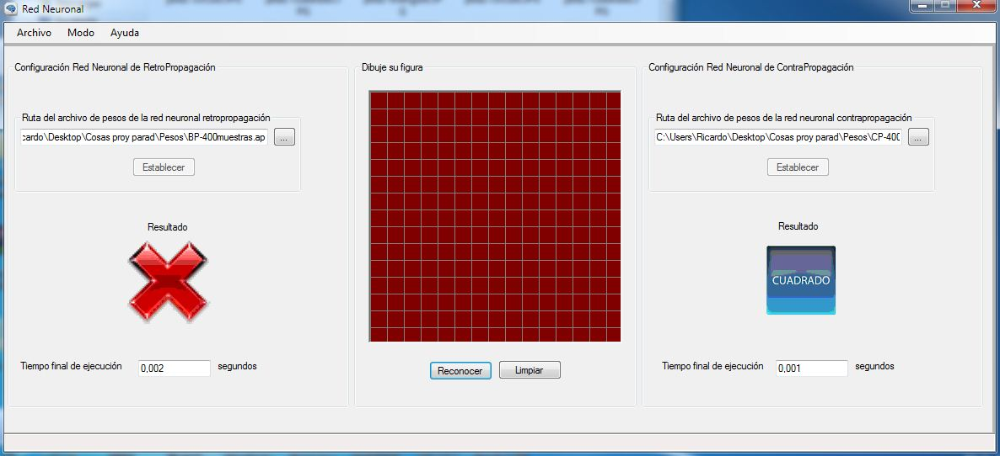 Red Neuronal
Archivo Modo Ayuda
Configuración Red Neuronal de RetroPropagación
Ruta del archivo de pesos de la red neuronal retropropagación
cardo\Desktop\Cosas proy parad\Pesos\BP-400muestras.ap
...
Establecer
Resultado
Tiempo final de ejecución 0,002 segundos
Dibuje su figura
Reconocer Limpiar
Configuración Red Neuronal de ContraPropagación
Ruta del archivo de pesos de la red neuronal contrapropagación
C:\Users\Ricardo\Desktop\Cosas proy parad\Pesos\CP-400
...
Establecer
Resultado
CUADRADO
Tiempo final de ejecución 0,001 segundos